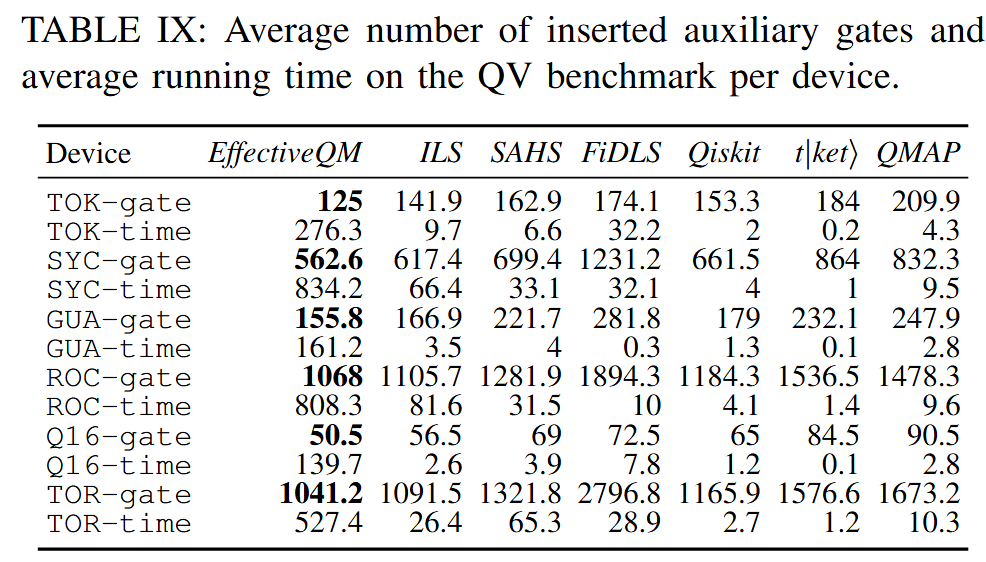 TABLE IX: Average number of inserted auxiliary gates and
average running time on the QV benchmark per device.
Device EffectiveQM ILS SAHS FiDLS Qiskit t|ket⟩ QMAP
TOK-gate 125 141.9 162.9 174.1 153.3 184 209.9
TOK-time 276.3 9.7 6.6 32.2 2 0.2 4.3
SYC-gate 562.6 617.4 699.4 1231.2 661.5 864 832.3
SYC-time 834.2 66.4 33.1 32.1 4 1 9.5
GUA-gate 155.8 166.9 221.7 281.8 179 232.1 247.9
GUA-time 161.2 3.5 4 0.3 1.3 0.1 2.8
ROC-gate 1068 1105.7 1281.9 1894.3 1184.3 1536.5 1478.3
ROC-time 808.3 81.6 31.5 10 4.1 1.4 9.6
Q16-gate 50.5 56.5 69 72.5 65 84.5 90.5
Q16-time 139.7 2.6 3.9 7.8 1.2 0.1 2.8
TOR-gate 1041.2 1091.5 1321.8 2796.8 1165.9 1576.6 1673.2
TOR-time 527.4 26.4 65.3 28.9 2.7 1.2 10.3